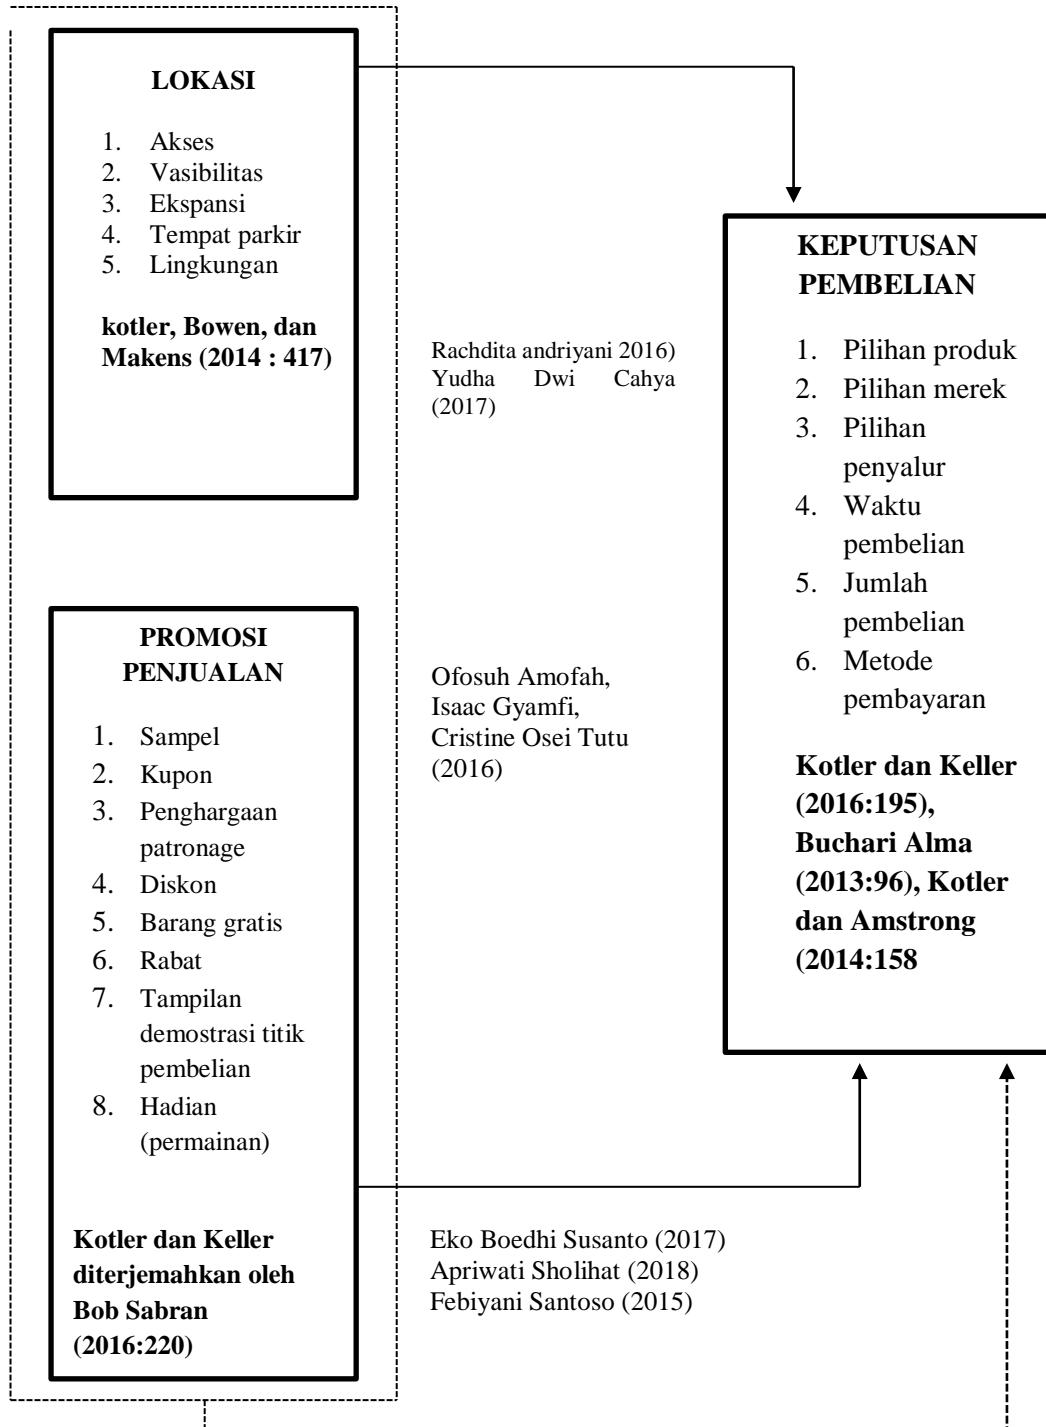 LOKASI
1. Akses
2. Vasibilitas
3. Ekspansi
4. Tempat parkir
5. Lingkungan
kotler, Bowen, dan
Makens (2014 : 417)
Rachdita andriyani 2016)
Yudha Dwi Cahya
(2017)
KEPUTUSAN
PEMBELIAN
1. Pilihan produk
2. Pilihan merek
3. Pilihan
penyalur
4. Waktu
pembelian
5. Jumlah
pembelian
6. Metode
pembayaran
Kotler dan Keller
(2016:195),
Buchari Alma
(2013:96), Kotler
dan Amstrong
(2014:158
PROMOSI
PENJUALAN
1. Sampel
2. Kupon
3. Penghargaan
patronage
4. Diskon
5. Barang gratis
6. Rabat
7. Tampilan
demostrasi titik
pembelian
8. Hadian
(permainan)
Kotler dan Keller
diterjemahkan oleh
Bob Sabran
(2016:220)
Ofosuh Amofah,
Isaac Gyamfi,
Cristine Osei Tutu
(2016)
Eko Boedhi Susanto (2017)
Apriwati Sholihat (2018)
Febiyani Santoso (2015)